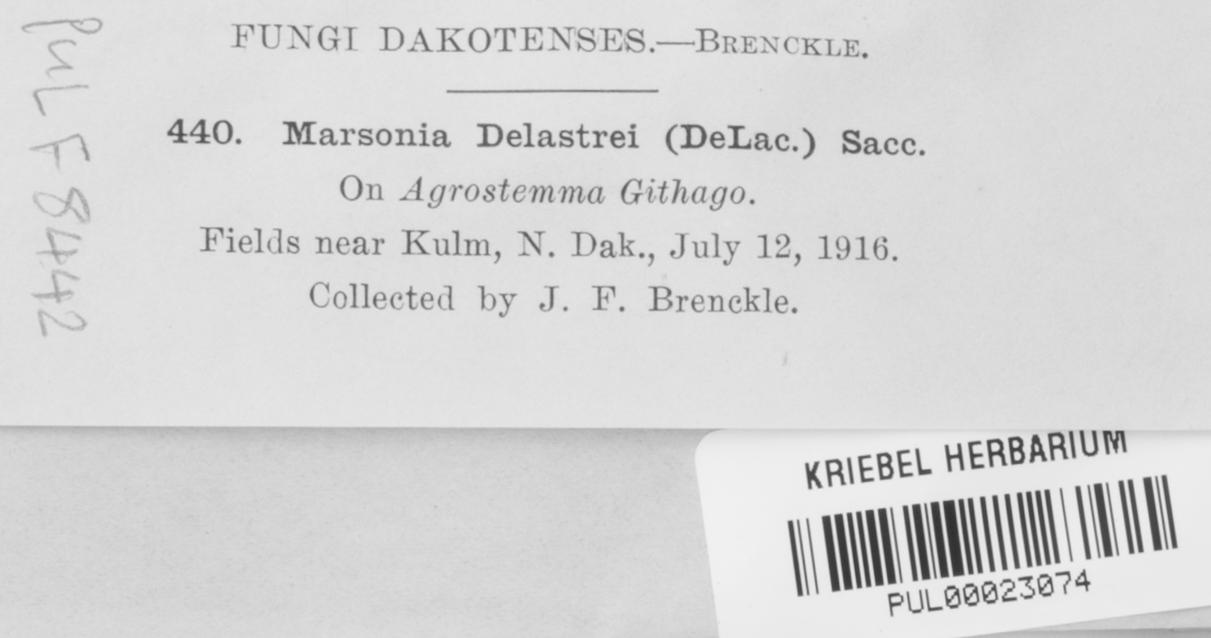 FUNGI DAKOTENSES.—BRENCKLE.
440. Marsonia Delastrei (DeLac.) Sacc.
On Agrostemma Githago.
Fields near Kulm, N. Dak., July 12, 1916.
Collected by J. F. Brenckle.
PUL F 8442
KRIEBEL HERBARIUM
PUL00023074